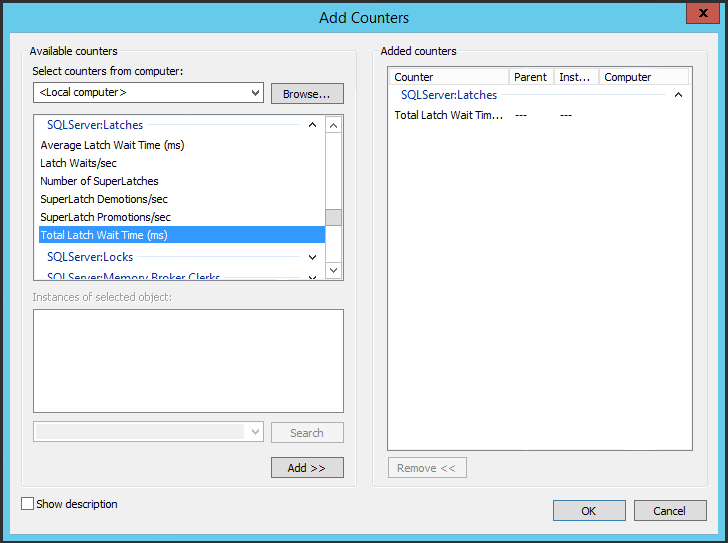 Add Counters
x
Available counters
Select counters from computer:
<Local computer>
Browse...
SQLServer:Latches
Average Latch Wait Time (ms)
Latch Waits/sec
Number of SuperLatches
SuperLatch Demotions/sec
SuperLatch Promotions/sec
Total Latch Wait Time (ms)
SQLServer:Locks
SQLServer:Memory Broker Clerks
Instances of selected object:
Search
Add >>
Show description
Added counters
Counter Parent Inst... Computer
SQLServer:Latches
Total Latch Wait Tim... --- ---
Remove <<
OK
Cancel